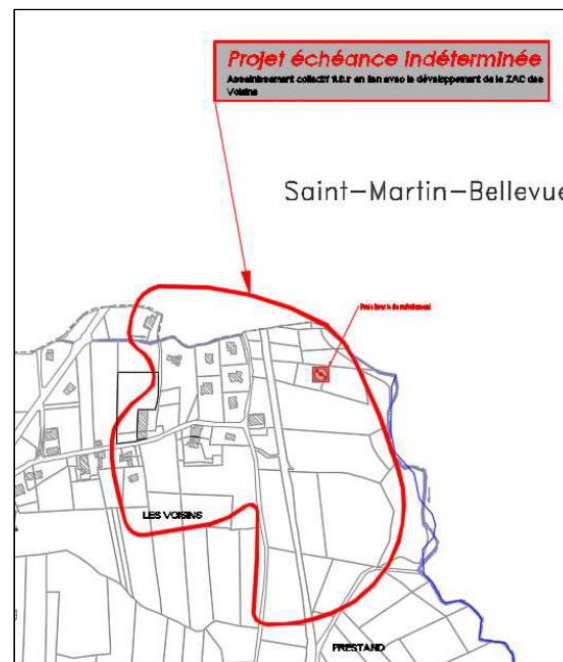 Projet échéance indéterminée
Assainissement collectif futur en lien avec le développement de la ZAC des
Voisins
Saint-Martin-Bellevue
LES VOISINS
PRESTAND